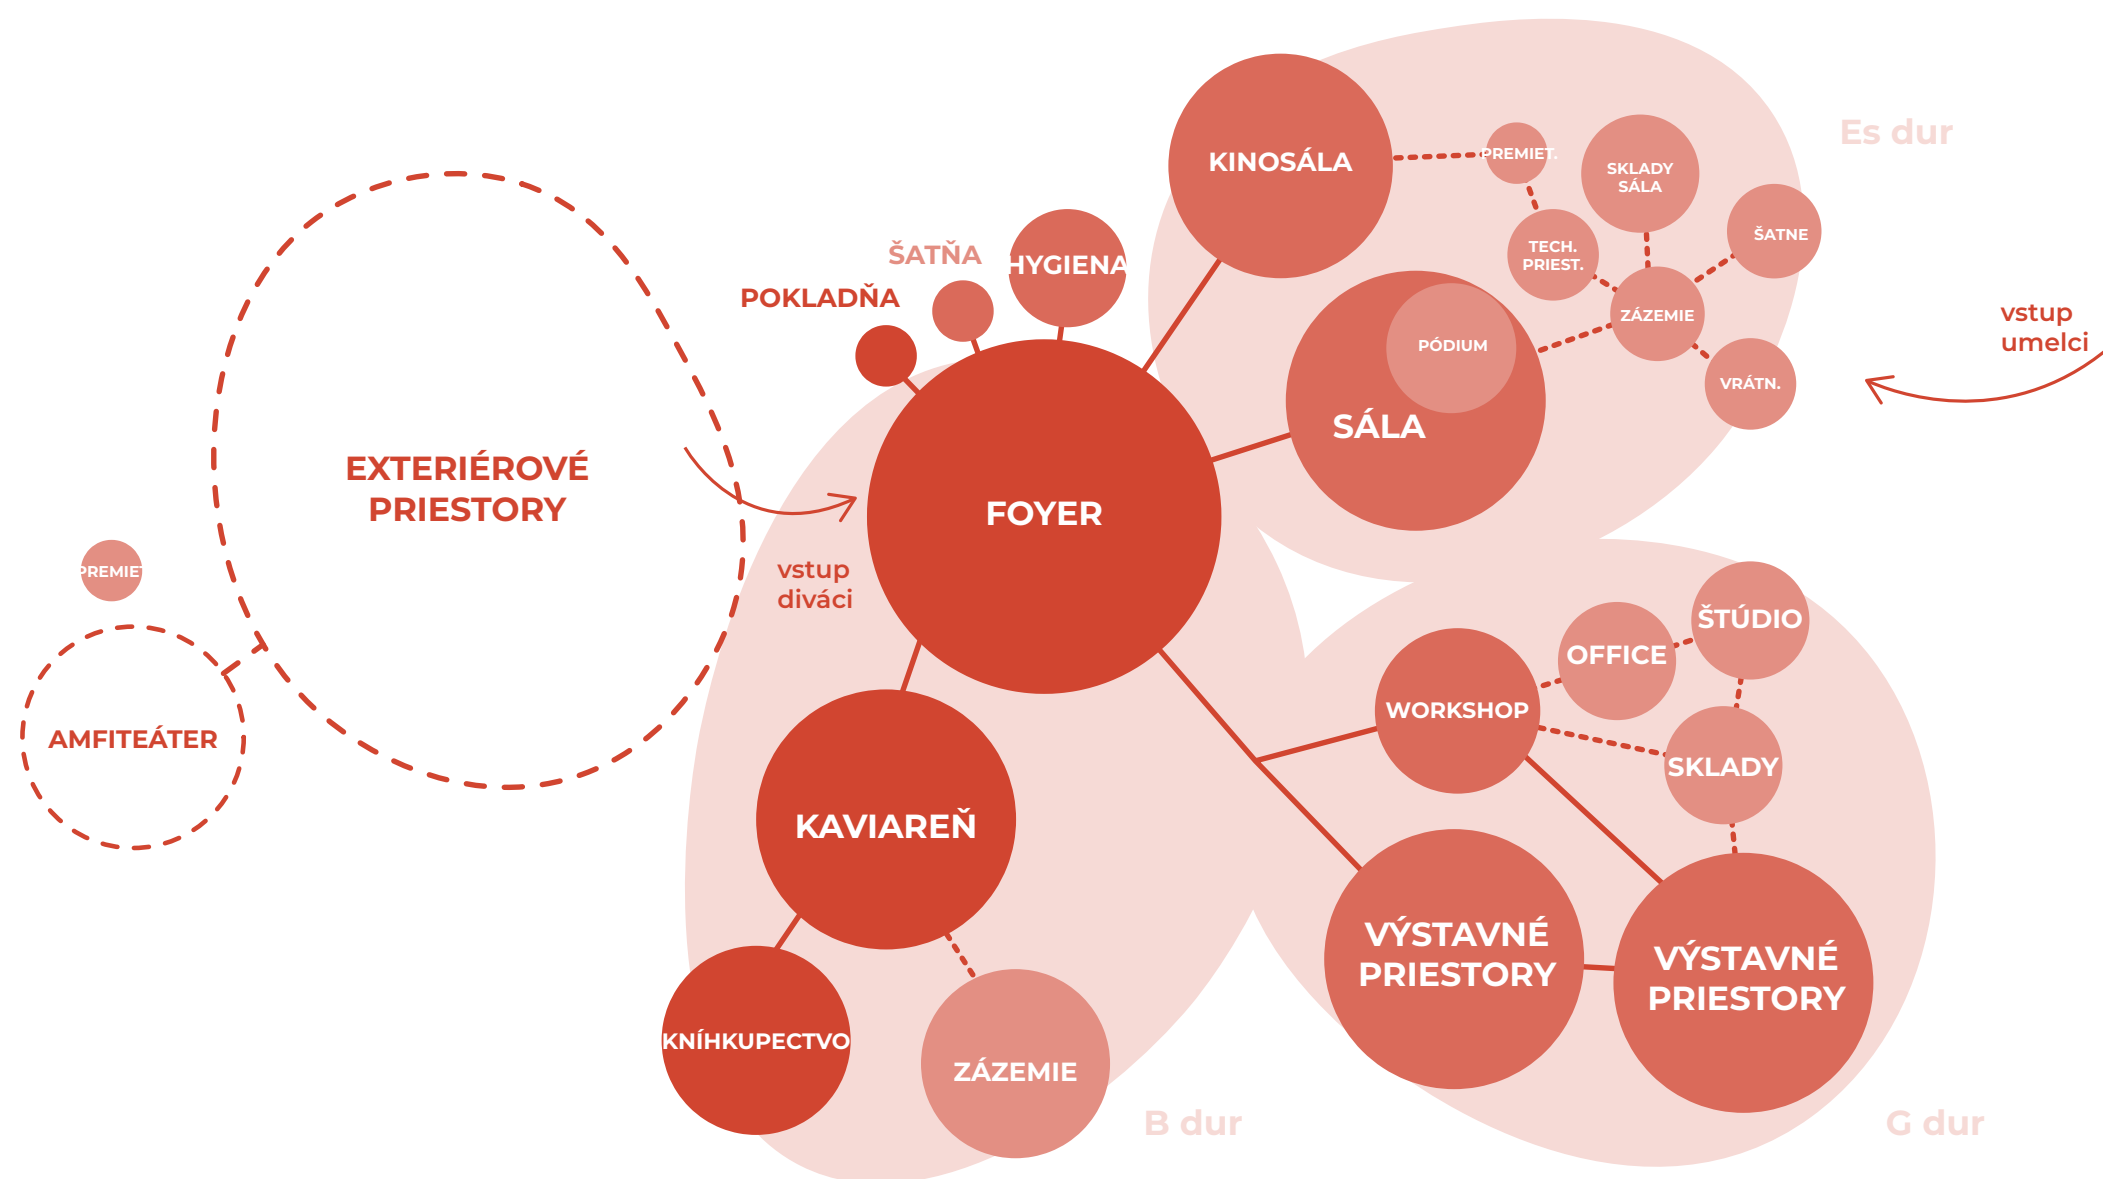 Es dur
KINOSÁLA
PREMIET.
SKLADY
SÁLA
ŠATNE
TECH.
PRIEST.
ZÁZEMIE
VRÁTN.
PÓDIUM
SÁLA
vstup
umelci
ŠATŇA
HYGIENA
POKLADŇA
FOYER
EXTERIÉROVÉ
PRIESTORY
vstup
diváci
PREMIET
AMFITEÁTER
KAVIAREŇ
KNÍHKUPECTVO
ZÁZEMIE
B dur
WORKSHOP
OFFICE
ŠTÚDIO
SKLADY
VÝSTAVNÉ
PRIESTORY
VÝSTAVNÉ
PRIESTORY
G dur